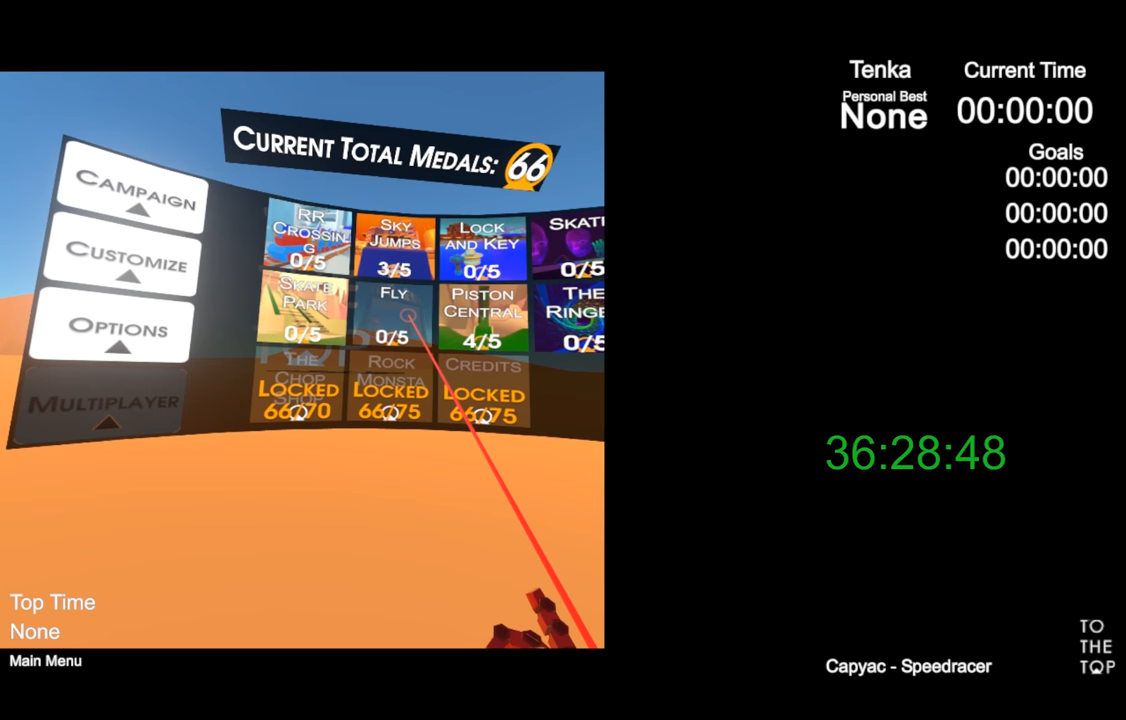 CURRENT TOTAL MEDALS: 66
CAMPAIGN
CUSTOMIZE
OPTIONS
MULTIPLAYER
RR
CROSSIN
G
0/5
SKY
JUMPS
3/5
LOCK
AND KEY
0/5
SKAT
0/5
SKATE
PARK
0/5
FLY
0/5
PISTON
CENTRAL
4/5
THE
RINGE
0/5
THE
CHOP
SHOP
LOCKED
66/70
ROCK
MONSTA
LOCKED
66/75
CREDITS
LOCKED
66/75
Top Time
None
Main Menu
Tenka
Personal Best
None
Current Time
00:00:00
Goals
00:00:00
00:00:00
00:00:00
36:28:48
Capyac - Speedracer
TO
THE
TOP